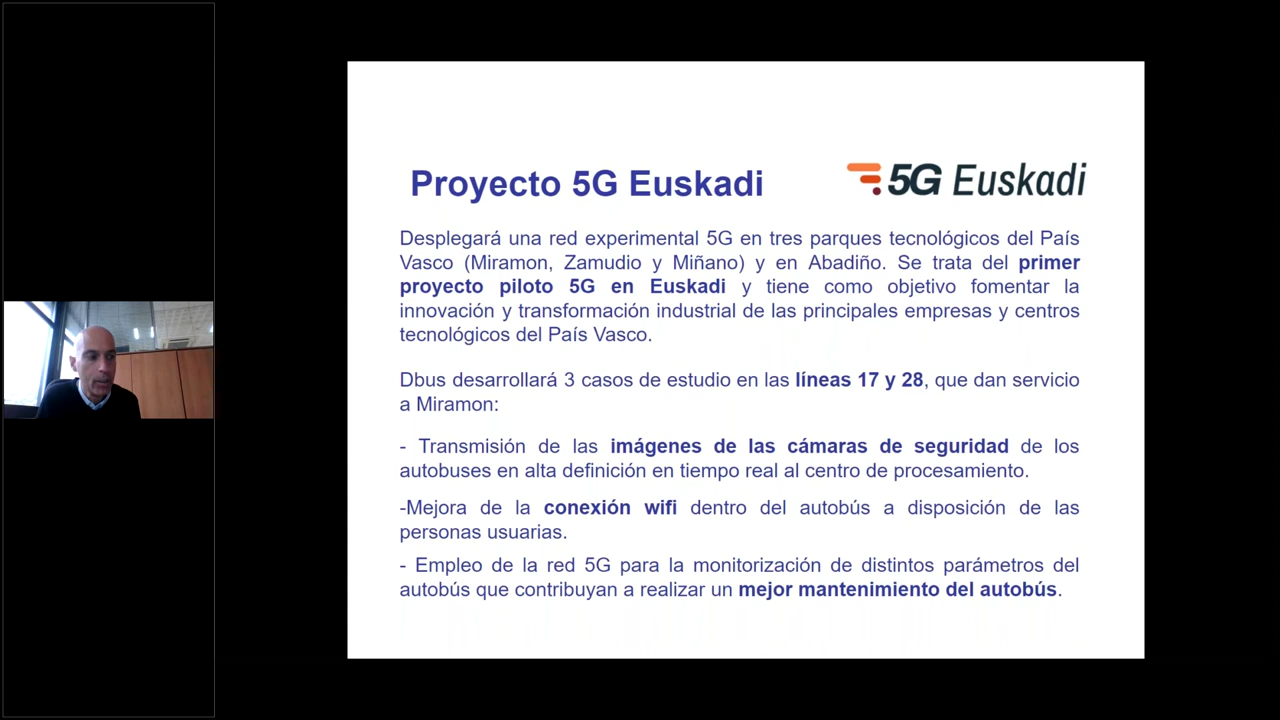 Proyecto 5G Euskadi
5G Euskadi
Desplegará una red experimental 5G en tres parques tecnológicos del País
Vasco (Miramon, Zamudio y Miñano) y en Abadiño. Se trata del primer
proyecto piloto 5G en Euskadi y tiene como objetivo fomentar la
innovación y transformación industrial de las principales empresas y centros
tecnológicos del País Vasco.
Dbus desarrollará 3 casos de estudio en las líneas 17 y 28, que dan servicio
a Miramon:
- Transmisión de las imágenes de las cámaras de seguridad de los
autobuses en alta definición en tiempo real al centro de procesamiento.
-Mejora de la conexión wifi dentro del autobús a disposición de las
personas usuarias.
- Empleo de la red 5G para la monitorización de distintos parámetros del
autobús que contribuyan a realizar un mejor mantenimiento del autobús.